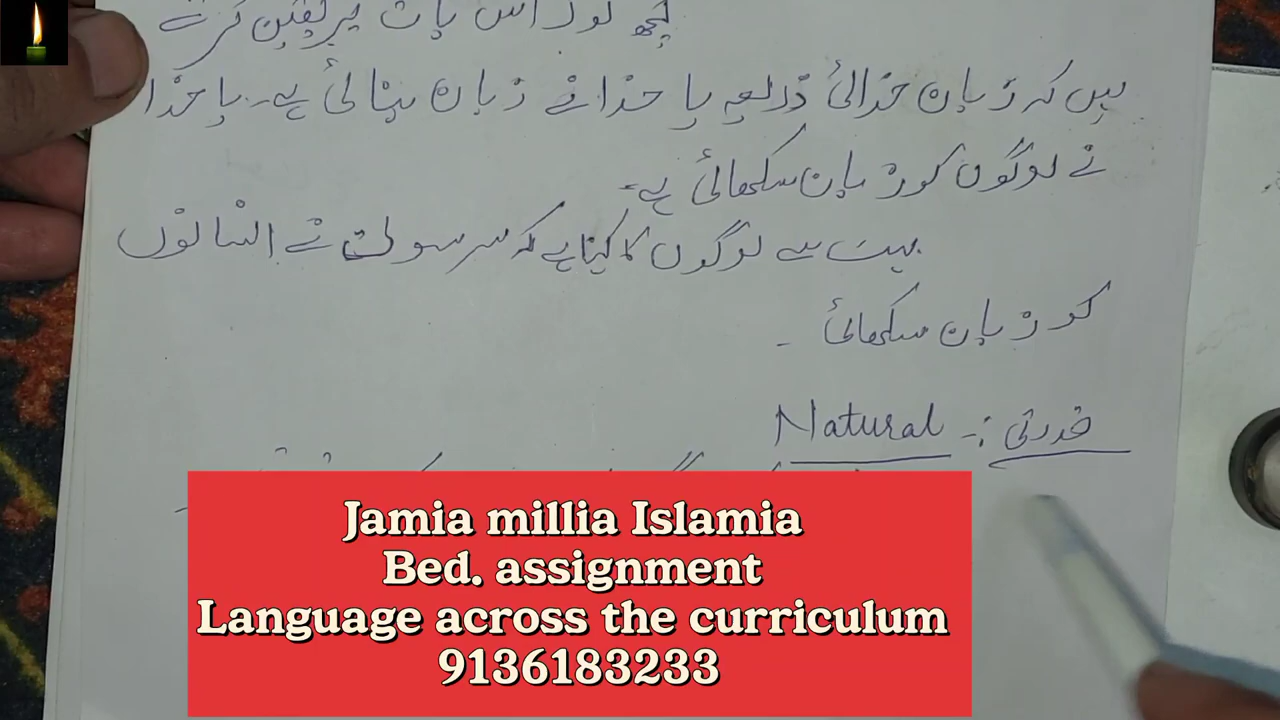 کچھ لوگ اس بات پر یقین کرتے
ہیں کہ زبان خدائی ذریعہ یا خدا نے زبان بنائی ہے۔ یا خدا
نے لوگوں کو زبان سکھائی ہے۔
بہت سے لوگوں کا کہنا ہے کہ سرسوتی نے انسانوں
کو زبان سکھائی ۔
قدرتی :- Natural
Jamia millia Islamia
Bed. assignment
Language across the curriculum
9136183233